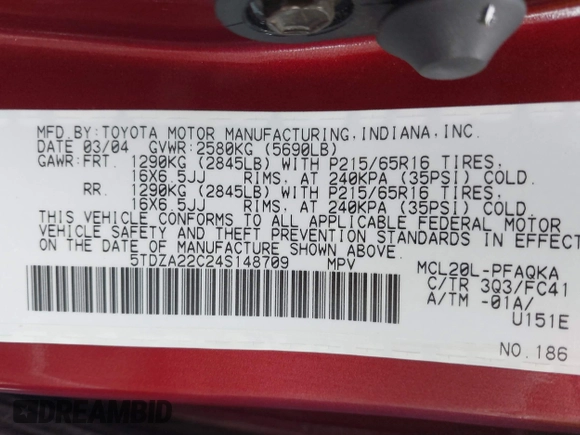 MFD.BY:TOYOTA MOTOR MANUFACTURING,INDIANA,INC.
DATE 03/04 GVWR:2580KG (5690LB)
GAWR:FRT. 1290KG (2845LB) WITH P215/65R16 TIRES,
16X6.5JJ RIMS, AT 240KPA (35PSI) COLD.
RR. 1290KG (2845LB) WITH P215/65R16 TIRES,
16X6.5JJ RIMS, AT 240KPA (35PSI) COLD.
THIS VEHICLE CONFORMS TO ALL APPLICABLE FEDERAL MOTOR
VEHICLE SAFETY AND THEFT PREVENTION STANDARDS IN EFFECT
ON THE DATE OF MANUFACTURE SHOWN ABOVE.
5TDZA22C24S148709 MPV MCL20L-PFAQKA
C/TR 3Q3/FC41
A/TM -01A/
U151E
NO.186
DREAMBID